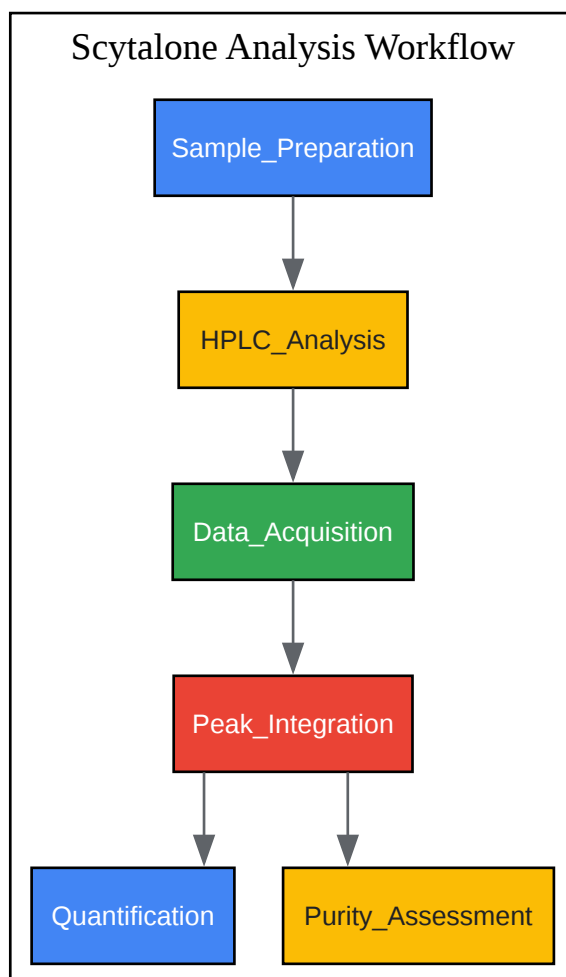 Scytalone Analysis Workflow
Sample_Preparation
HPLC_Analysis
Data_Acquisition
Peak_Integration
Quantification
Purity_Assessment